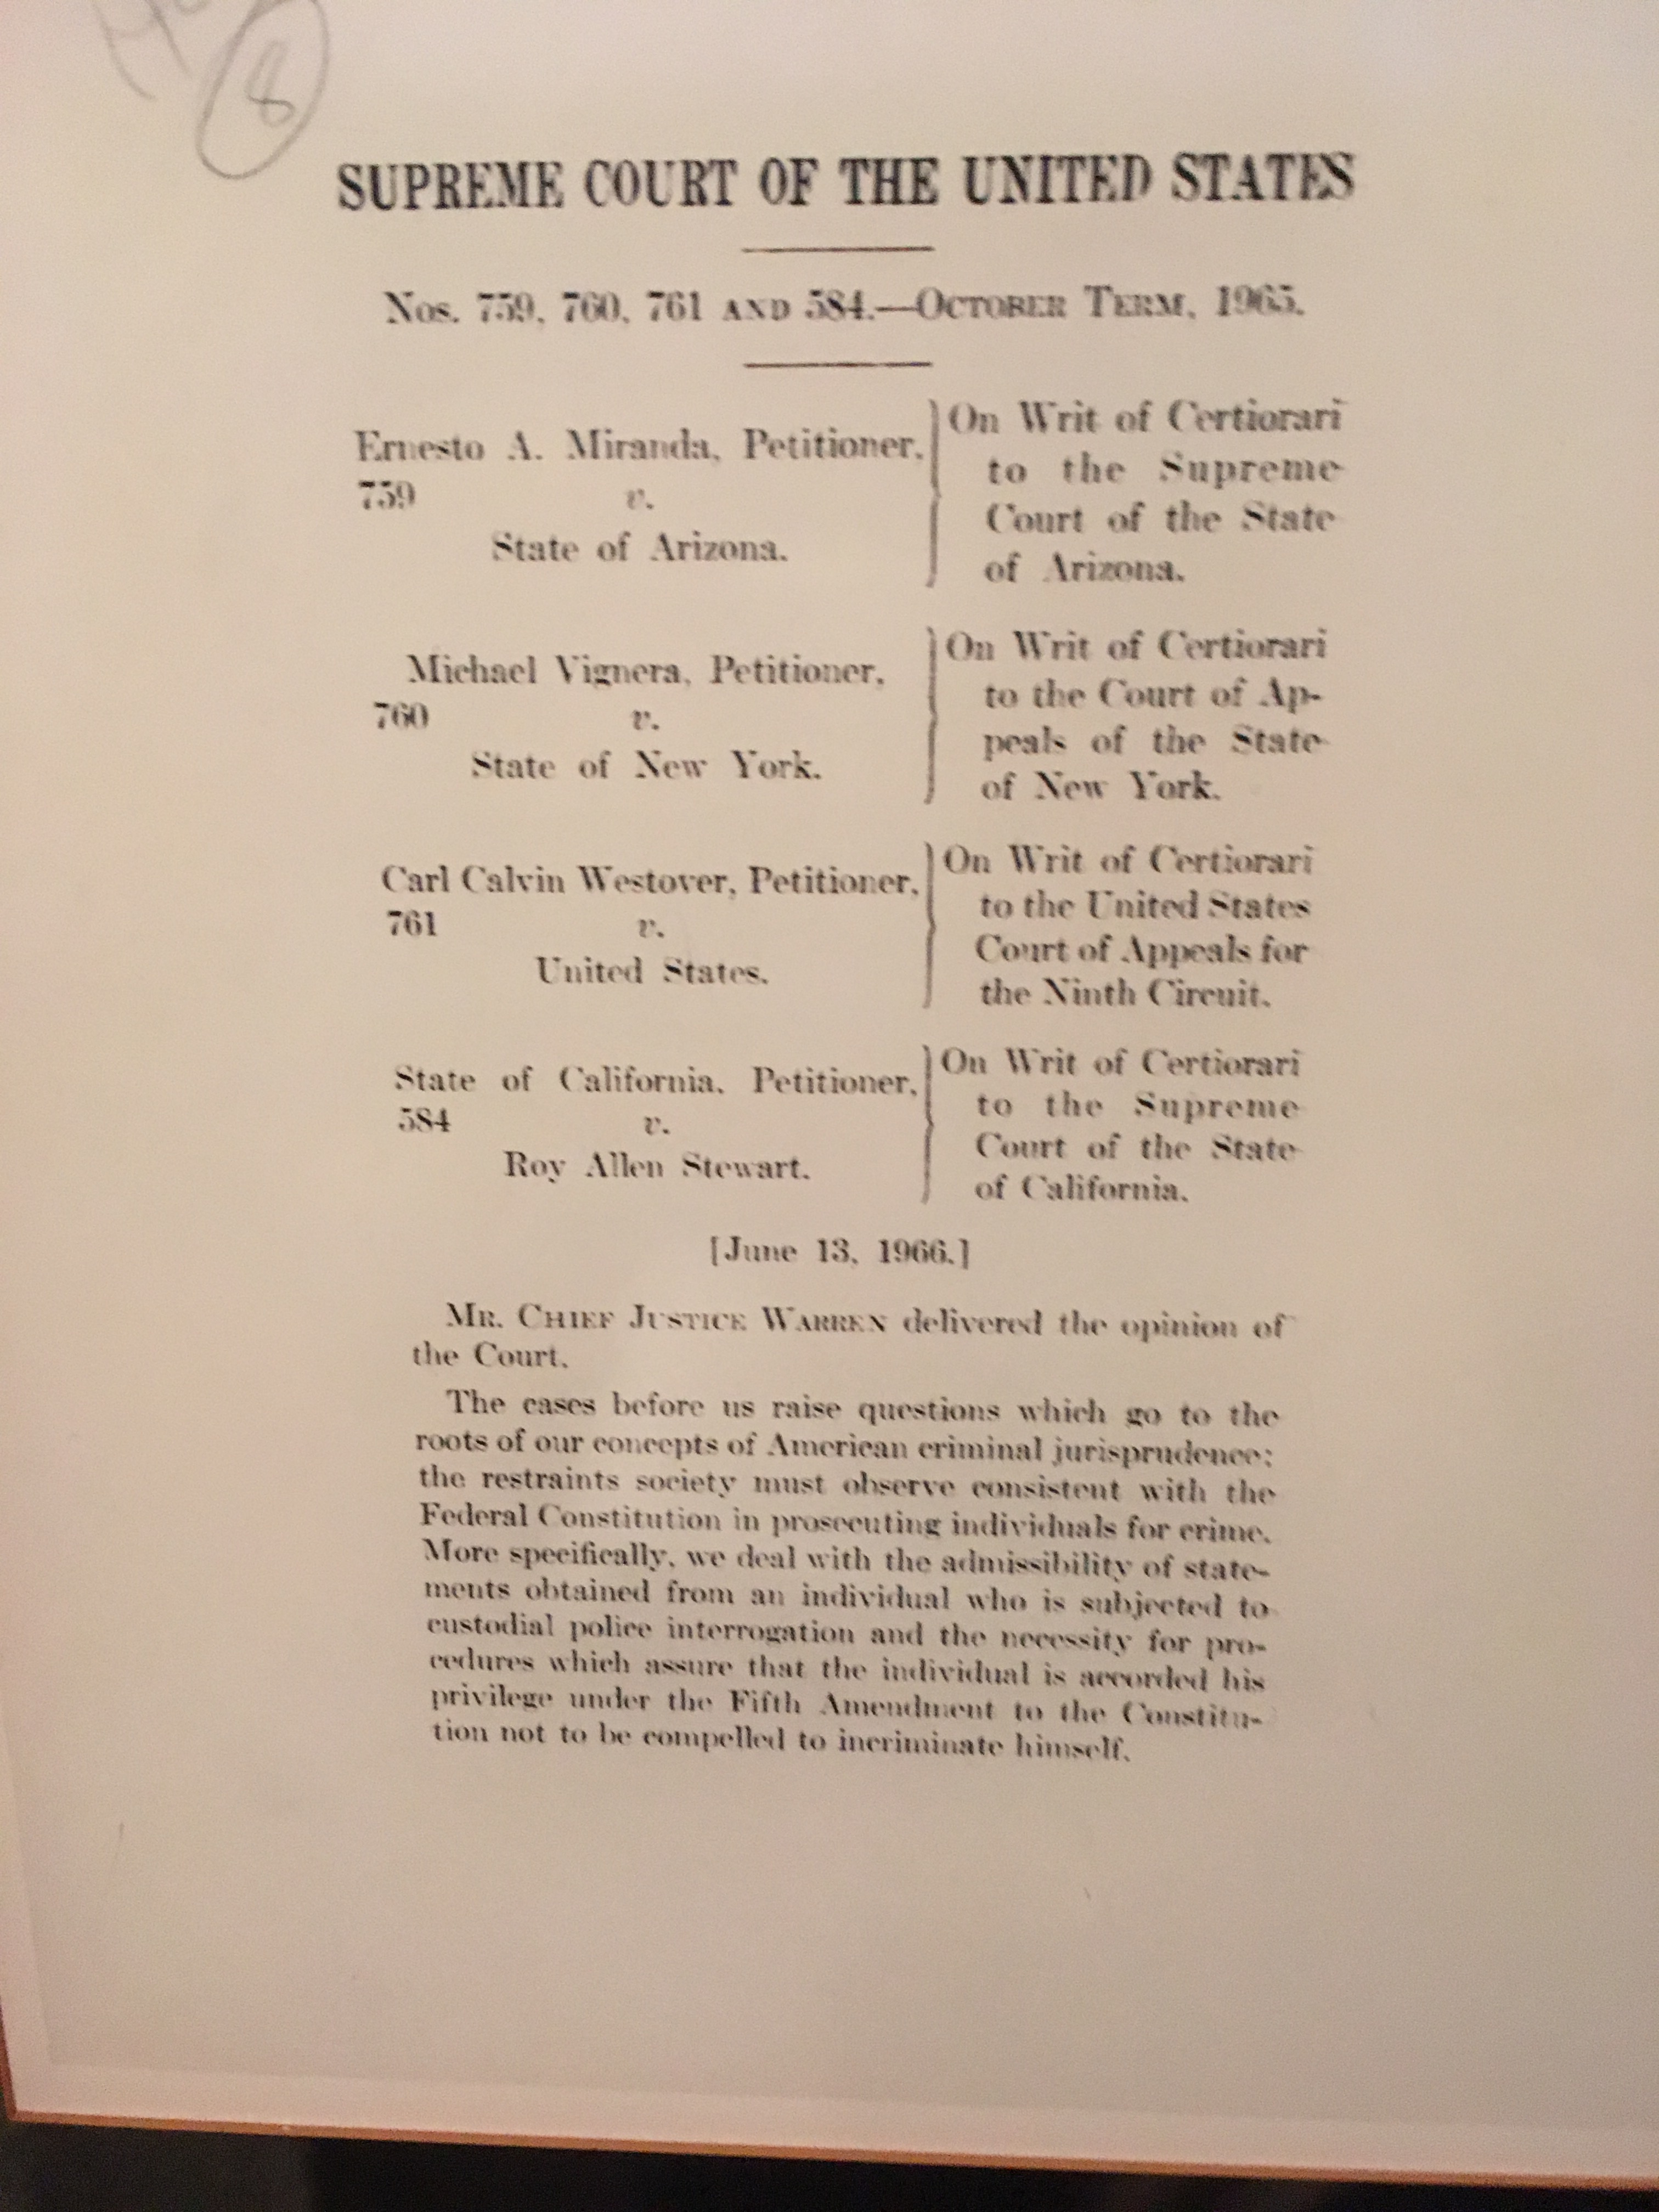 8
SUPREME COURT OF THE UNITED STATES
Nos. 759, 760, 761 AND 584.—OCTOBER TERM, 1965.
Ernesto A. Miranda, Petitioner,
759 v.
State of Arizona.
On Writ of Certiorari
to the Supreme
Court of the State
of Arizona.
Michael Vignera, Petitioner,
760 v.
State of New York.
On Writ of Certiorari
to the Court of Ap-
peals of the State
of New York.
Carl Calvin Westover, Petitioner,
761 v.
United States.
On Writ of Certiorari
to the United States
Court of Appeals for
the Ninth Circuit.
State of California, Petitioner,
584 v.
Roy Allen Stewart.
On Writ of Certiorari
to the Supreme
Court of the State
of California.
[June 13, 1966.]
MR. CHIEF JUSTICE WARREN delivered the opinion of
the Court.
The cases before us raise questions which go to the
roots of our concepts of American criminal jurisprudence:
the restraints society must observe consistent with the
Federal Constitution in prosecuting individuals for crime.
More specifically, we deal with the admissibility of state-
ments obtained from an individual who is subjected to
custodial police interrogation and the necessity for pro-
cedures which assure that the individual is accorded his
privilege under the Fifth Amendment to the Constitu-
tion not to be compelled to incriminate himself.